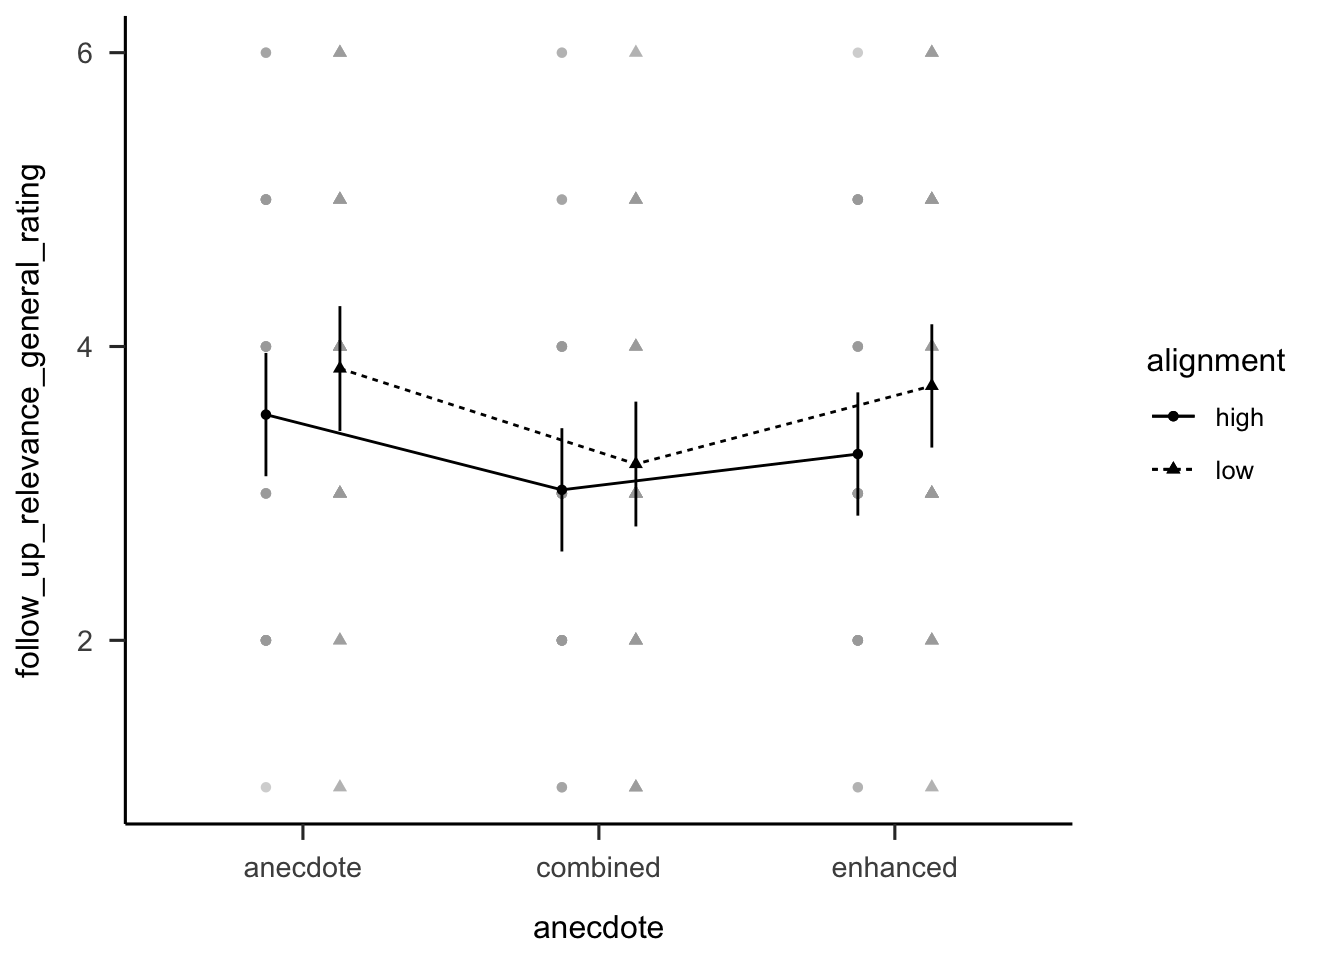 follow_up_relevance_general_rating
6
4
2
anecdote
combined
enhanced
anecdote
alignment
high
low